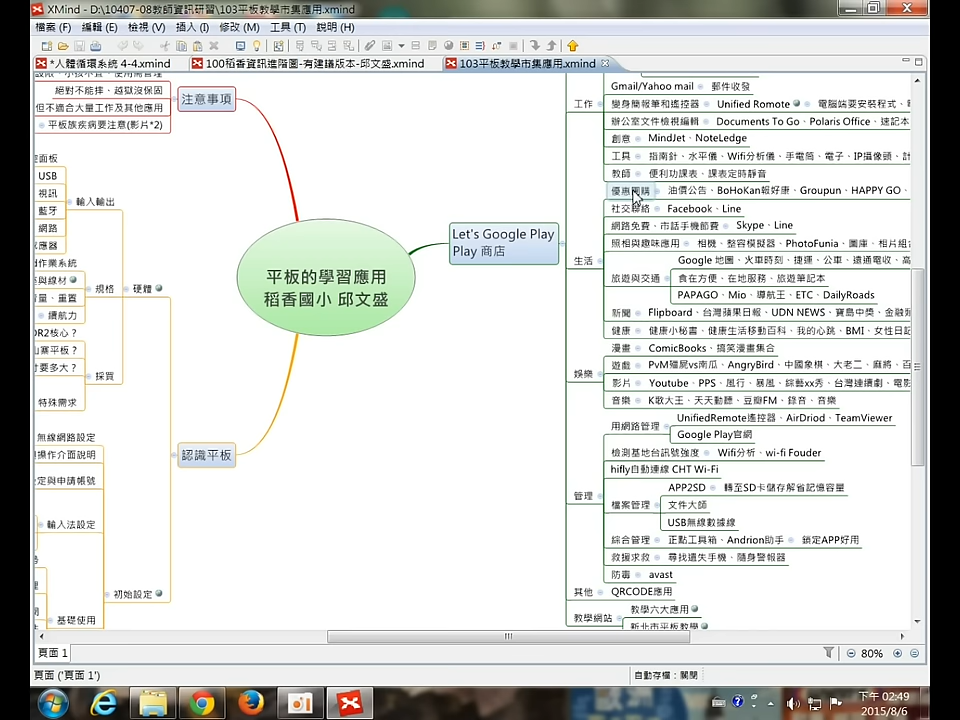 XMind - D:\10407-08教師資訊研習\103平板教學市集應用.xmind
檔案 (F) 編輯 (E) 檢視 (V) 插入 (I) 修改 (M) 工具 (T) 說明 (H)
*人體循環系統 4-4.xmind
100稻香資訊進階圖-有建議版本-邱文盛.xmind
103平板教學市集應用.xmind
絕對不能摔、越獄沒保固
但不適合大量工作及其他應用
平板族疾病要注意(影片*2)
注意事項
USB
視訊
藍牙
網路
輸入輸出
規格
硬體
續航力
採買
特殊需求
無線網路設定
操作介面說明
定與申請帳號
輸入法設定
初始設定
基礎使用
認識平板
平板的學習應用
稻香國小 邱文盛
Let's Google Play
Play 商店
工作
Gmail/Yahoo mail 郵件收發
變身簡報筆和遙控器 Unified Romote 電腦端要安裝程式、
辦公室文件檢視編輯 Documents To Go、Polaris Office、速記本
創意 MindJet、NoteLedge
工具 指南針、水平儀、Wifi分析儀、手電筒、電子、IP攝像頭、計
教師 便利功課表、課表定時靜音
優惠團購 油價公告、BoHoKan報好康、Groupun、HAPPY GO、
社交聯絡 Facebook、Line
網路免費、市話手機節費 Skype、Line
照相與趣味應用 相機、整容模擬器、PhotoFunia、圖庫、相片組
生活
Google 地圖、火車時刻、捷運、公車、遠通電收、高
旅遊與交通 食在方便、在地服務、旅遊筆記本
PAPAGO、Mio、導航王、ETC、DailyRoads
新聞 Flipboard、台灣蘋果日報、UDN NEWS、寶島中獎、金融
健康 健康小秘書、健康生活移動百科、我的心跳、BMI、女性日記
漫畫 ComicBooks、搞笑漫畫集合
娛樂
遊戲 PvM殭屍vs南瓜、AngryBird、中國象棋、大老二、麻將、百
影片 Youtube、PPS、風行、暴風、綜藝xx秀、台灣連續劇、電影
音樂 K歌大王、天天動聽、豆瓣FM、錄音、音樂
UnifiedRemote遙控器、AirDriod、TeamViewer
用網路管理
Google Play官網
檢測基地台訊號強度 Wifi分析、wi-fi Fouder
hifly自動連線 CHT Wi-Fi
管理
APP2SD 轉至SD卡儲存解省記憶容量
檔案管理 文件大師
USB無線數據線
綜合管理 正點工具箱、Andrion助手 鎖定APP好用
救援求救 尋找遺失手機、隨身警報器
防毒 avast
其他 QRCODE應用
教學網站 教學六大應用
新北市平板教學
頁面 1
80%
頁面 ('頁面 1')
自動存檔：關閉
下午 02:49
2015/8/6